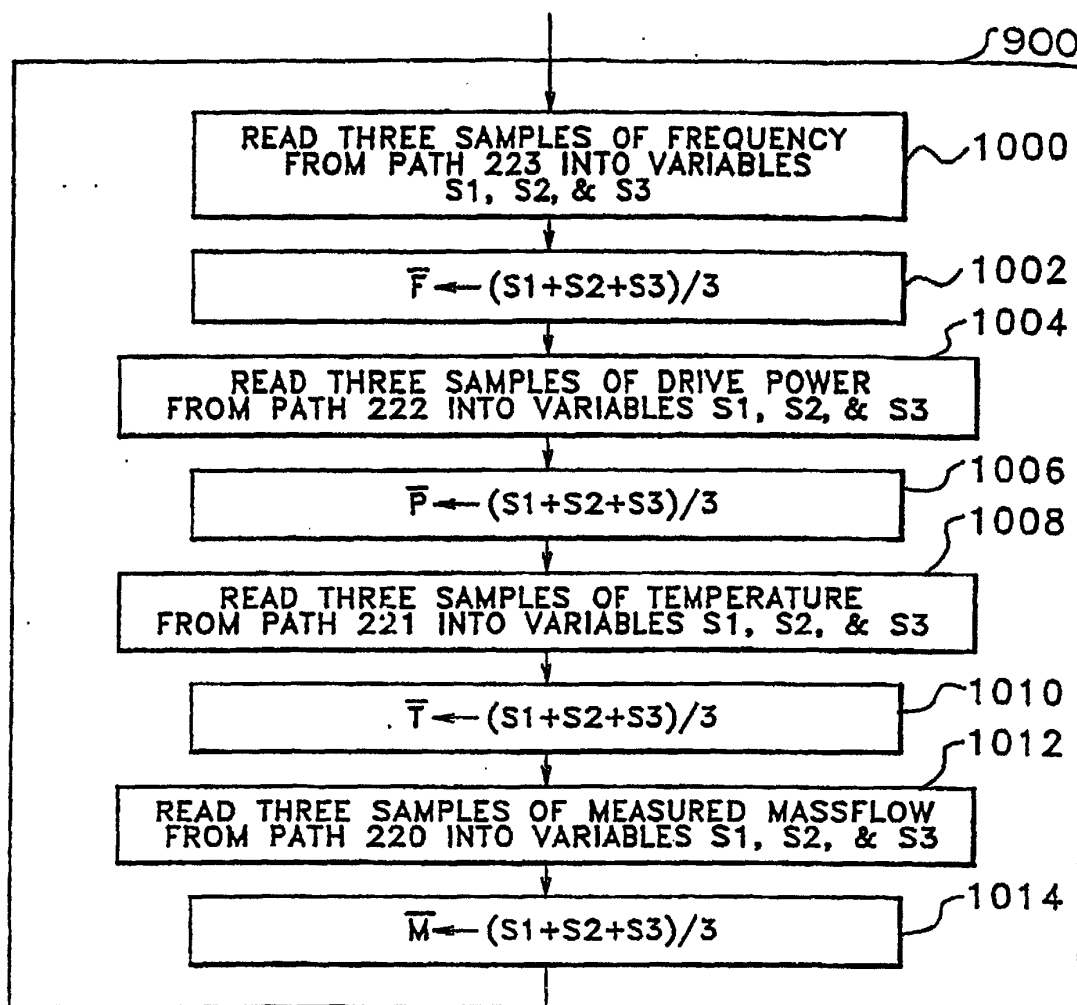 900
READ THREE SAMPLES OF FREQUENCY
FROM PATH 223 INTO VARIABLES
S1, S2, & S3
1000
F̅ ← (S1+S2+S3)/3
1002
1004
READ THREE SAMPLES OF DRIVE POWER
FROM PATH 222 INTO VARIABLES S1, S2, & S3
P̅ ← (S1+S2+S3)/3
1006
1008
READ THREE SAMPLES OF TEMPERATURE
FROM PATH 221 INTO VARIABLES S1, S2, & S3
T̅ ← (S1+S2+S3)/3
1010
1012
READ THREE SAMPLES OF MEASURED MASSFLOW
FROM PATH 220 INTO VARIABLES S1, S2, & S3
M̅ ← (S1+S2+S3)/3
1014